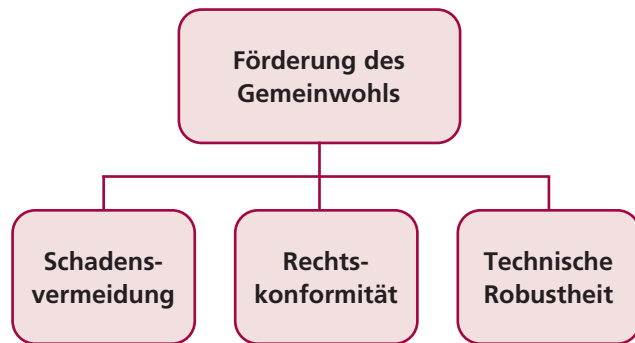 Förderung des
Gemeinwohls
Schadens-
vermeidung
Rechts-
konformität
Technische
Robustheit